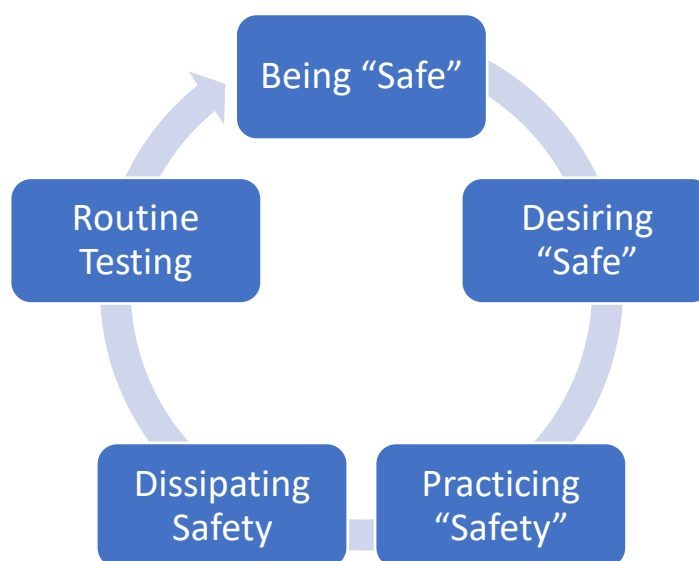 Being “Safe”
Desiring
“Safe”
Practicing
“Safety”
Dissipating
Safety
Routine
Testing